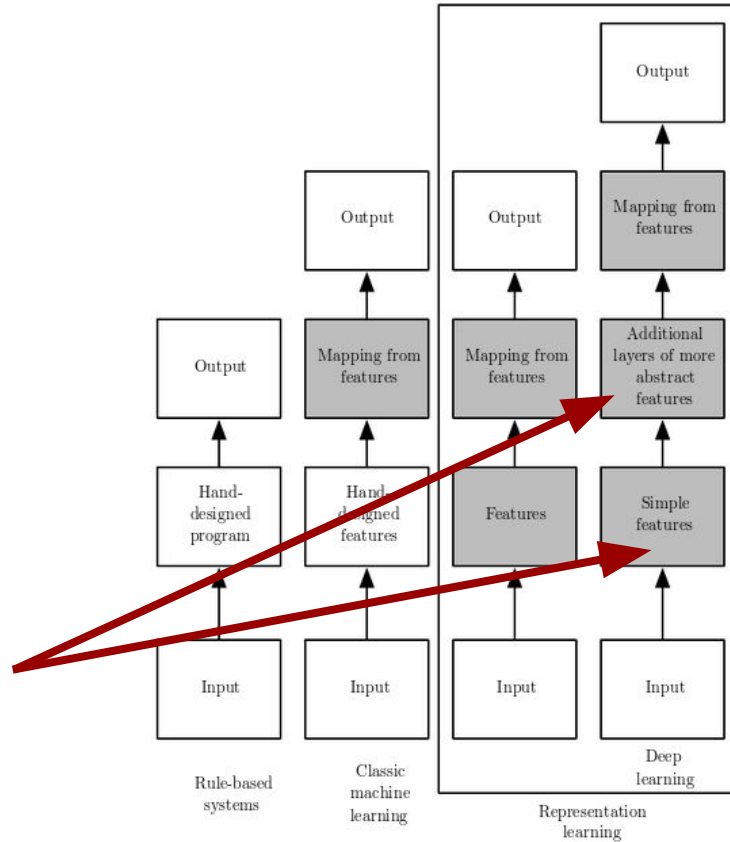 Output
Output
Output
Mapping from
features
Output
Mapping from
features
Mapping from
features
Additional
layers of more
abstract
features
Hand-
designed
program
Hand-
designed
features
Features
Simple
features
Input
Input
Input
Input
Rule-based
systems
Classic
machine
learning
Deep
learning
Representation
learning